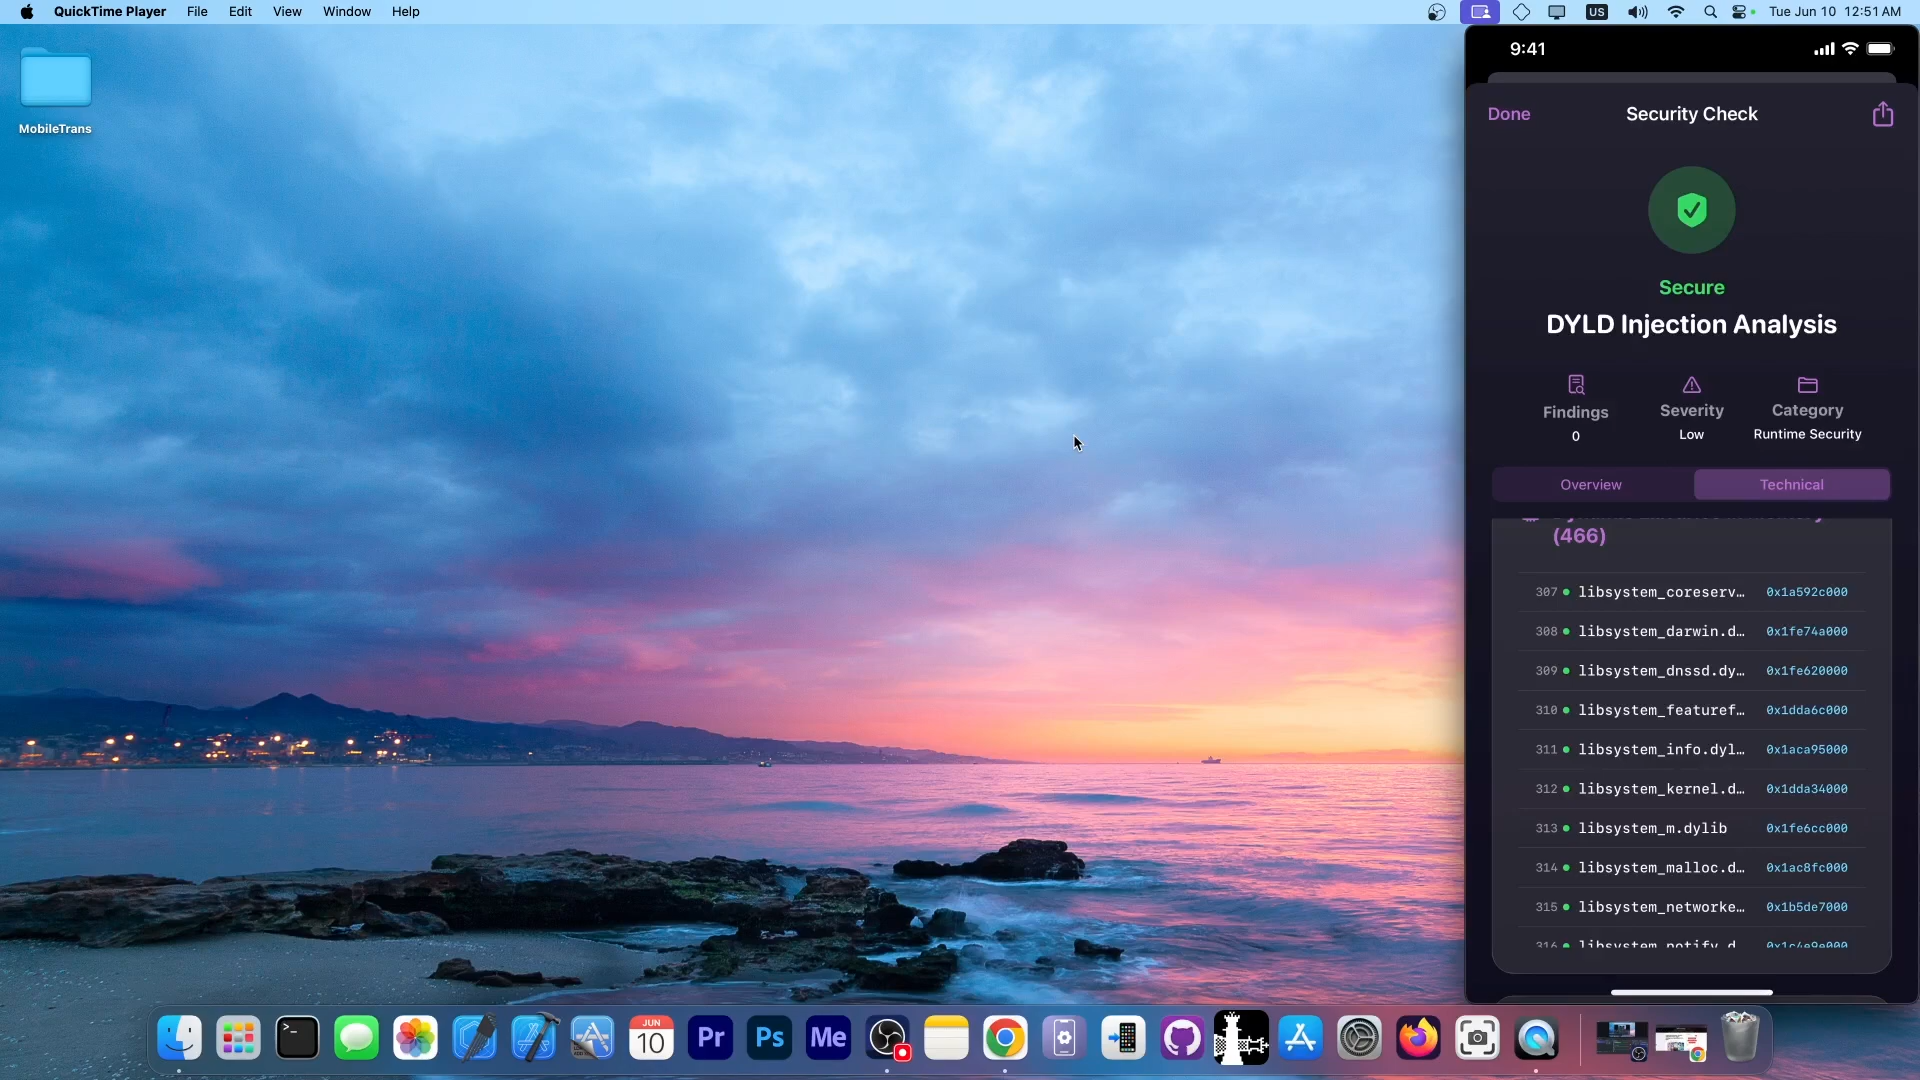 QuickTime Player File Edit View Window Help US Tue Jun 10 12:51 AM
MobileTrans
9:41
Done Security Check
Secure
DYLD Injection Analysis
Findings Severity Category
0 Low Runtime Security
Overview Technical
(466)
307 libsystem_coreserv… 0x1a592c000
308 libsystem_darwin.d… 0x1fe74a000
309 libsystem_dnssd.dy… 0x1fe620000
310 libsystem_featuref… 0x1dda6c000
311 libsystem_info.dyl… 0x1aca95000
312 libsystem_kernel.d… 0x1dda34000
313 libsystem_m.dylib 0x1fe6cc000
314 libsystem_malloc.d… 0x1ac8fc000
315 libsystem_networke… 0x1b5de7000
316 libsystem_notify.d… 0x1c4e9e000
>_ JUN
10 Pr Ps Me